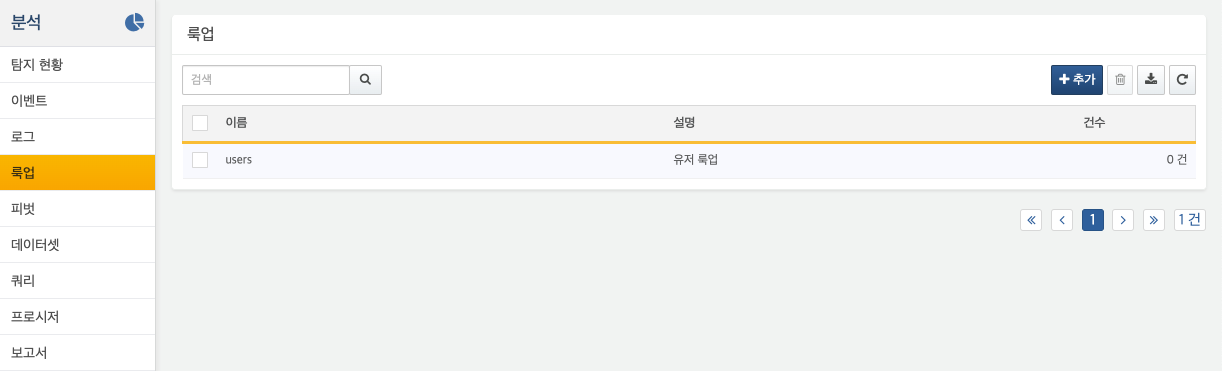 분석
탐지 현황
이벤트
로그
룩업
피벗
데이터셋
쿼리
프로시저
보고서
룩업
검색
추가
이름 설명 건수
users 유저 룩업 0 건
1 1 건